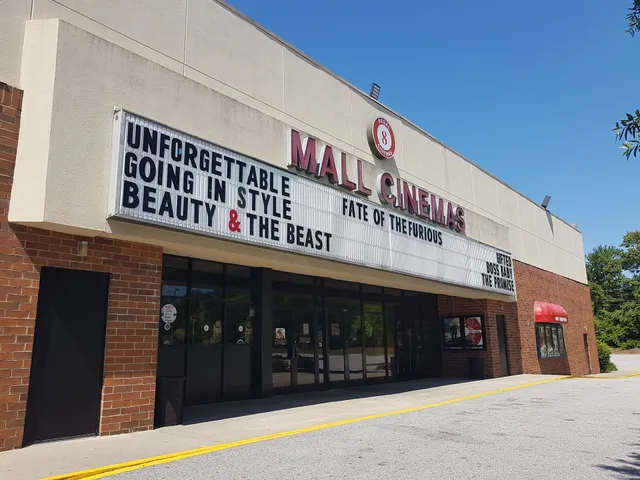 8
MALL CINEMAS
UNFORGETTABLE
GOING IN STYLE
BEAUTY & THE BEAST
FATE OF THE FURIOUS
GIFTED
BOSS BABY
THE PROMISE